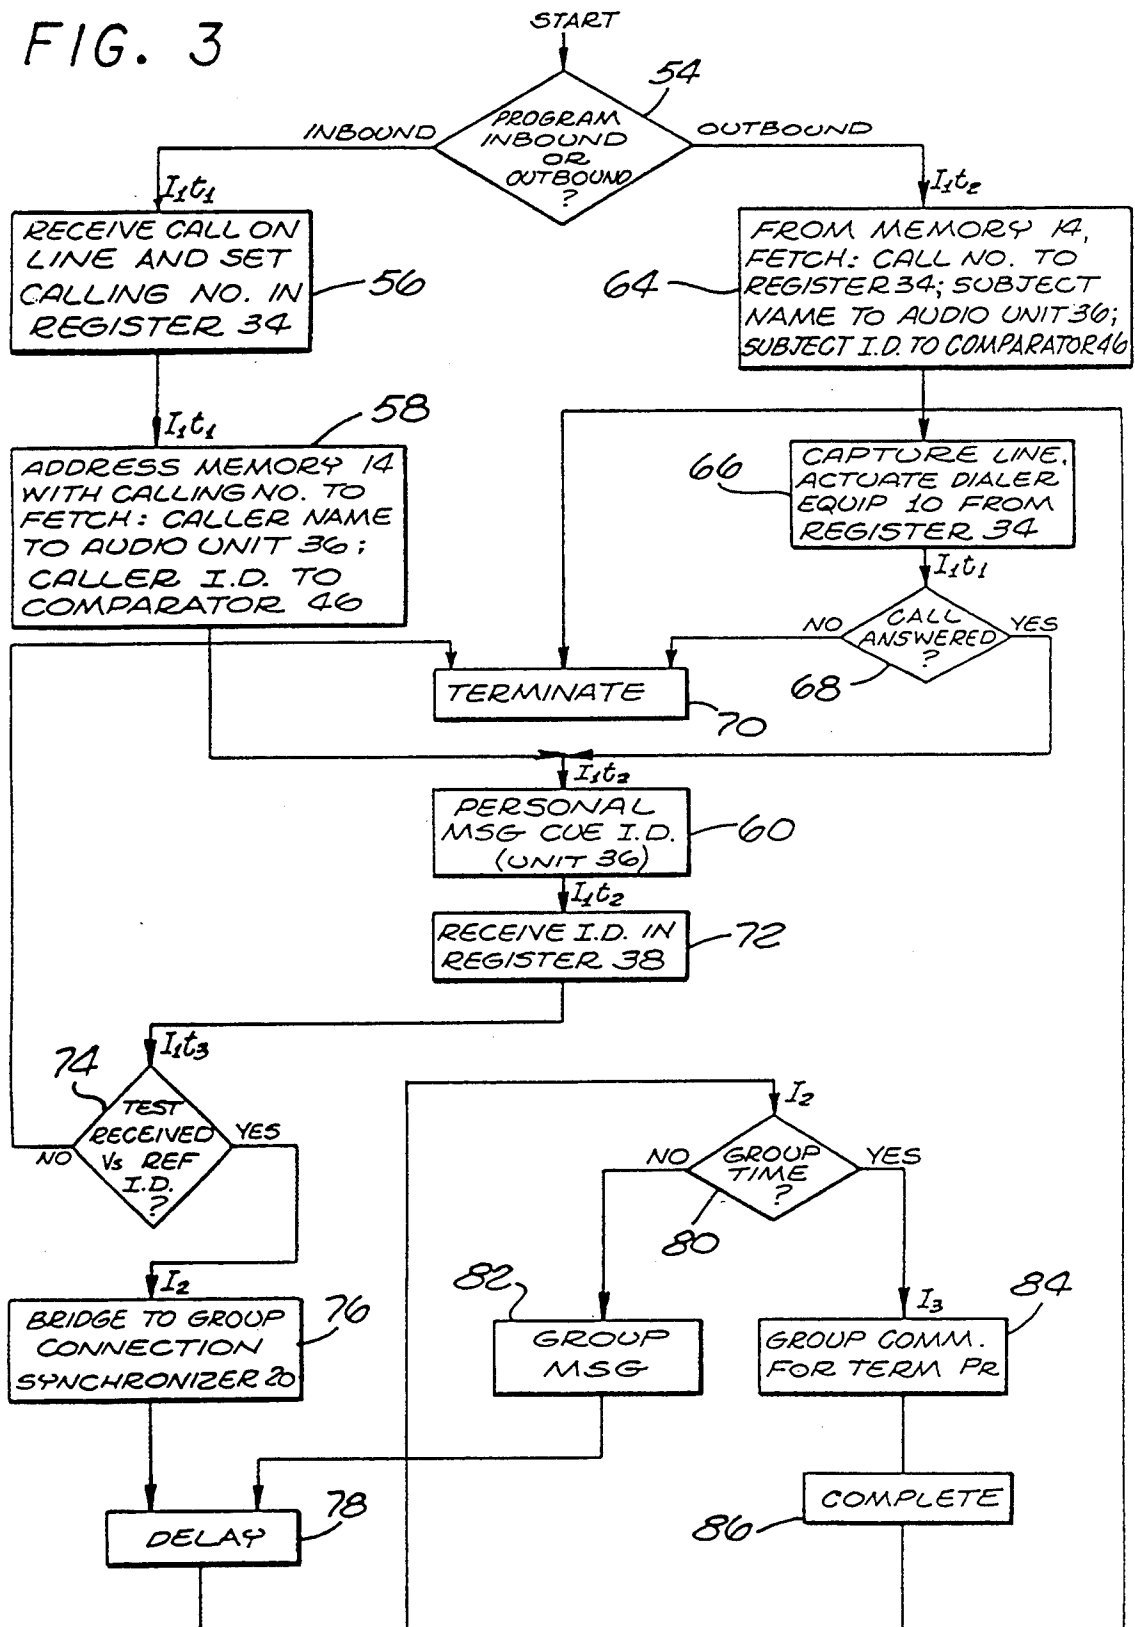 FIG. 3
START
54
PROGRAM
INBOUND
OR
OUTBOUND
?
INBOUND
OUTBOUND
I₁t₁
I₁t₂
RECEIVE CALL ON
LINE AND SET
CALLING NO. IN
REGISTER 34
56
64
FROM MEMORY 14,
FETCH: CALL NO. TO
REGISTER 34; SUBJECT
NAME TO AUDIO UNIT 36;
SUBJECT I.D. TO COMPARATOR 46
I₁t₁
58
ADDRESS MEMORY 14
WITH CALLING NO. TO
FETCH: CALLER NAME
TO AUDIO UNIT 36;
CALLER I.D. TO
COMPARATOR 46
66
CAPTURE LINE.
ACTUATE DIALER
EQUIP 10 FROM
REGISTER 34
I₁t₁
CALL
ANSWERED
?
NO
YES
68
TERMINATE
70
I₁t₂
PERSONAL
MSG CUE I.D.
(UNIT 36)
60
I₁t₂
RECEIVE I.D. IN
REGISTER 38
72
I₁t₃
74
TEST
RECEIVED
Vs REF
I.D.
?
NO
YES
I₂
GROUP
TIME
?
NO
YES
80
I₂
BRIDGE TO GROUP
CONNECTION
SYNCHRONIZER 20
76
82
GROUP
MSG
I₃
84
GROUP COMM.
FOR TERM PR
DELAY
78
COMPLETE
86